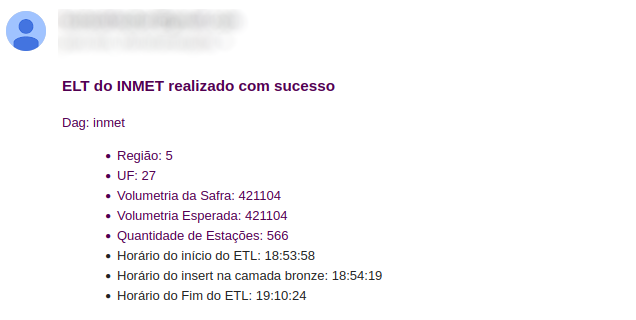 ELT do INMET realizado com sucesso
Dag: inmet
• Região: 5
• UF: 27
• Volumetria da Safra: 421104
• Volumetria Esperada: 421104
• Quantidade de Estações: 566
• Horário do início do ETL: 18:53:58
• Horário do insert na camada bronze: 18:54:19
• Horário do Fim do ETL: 19:10:24